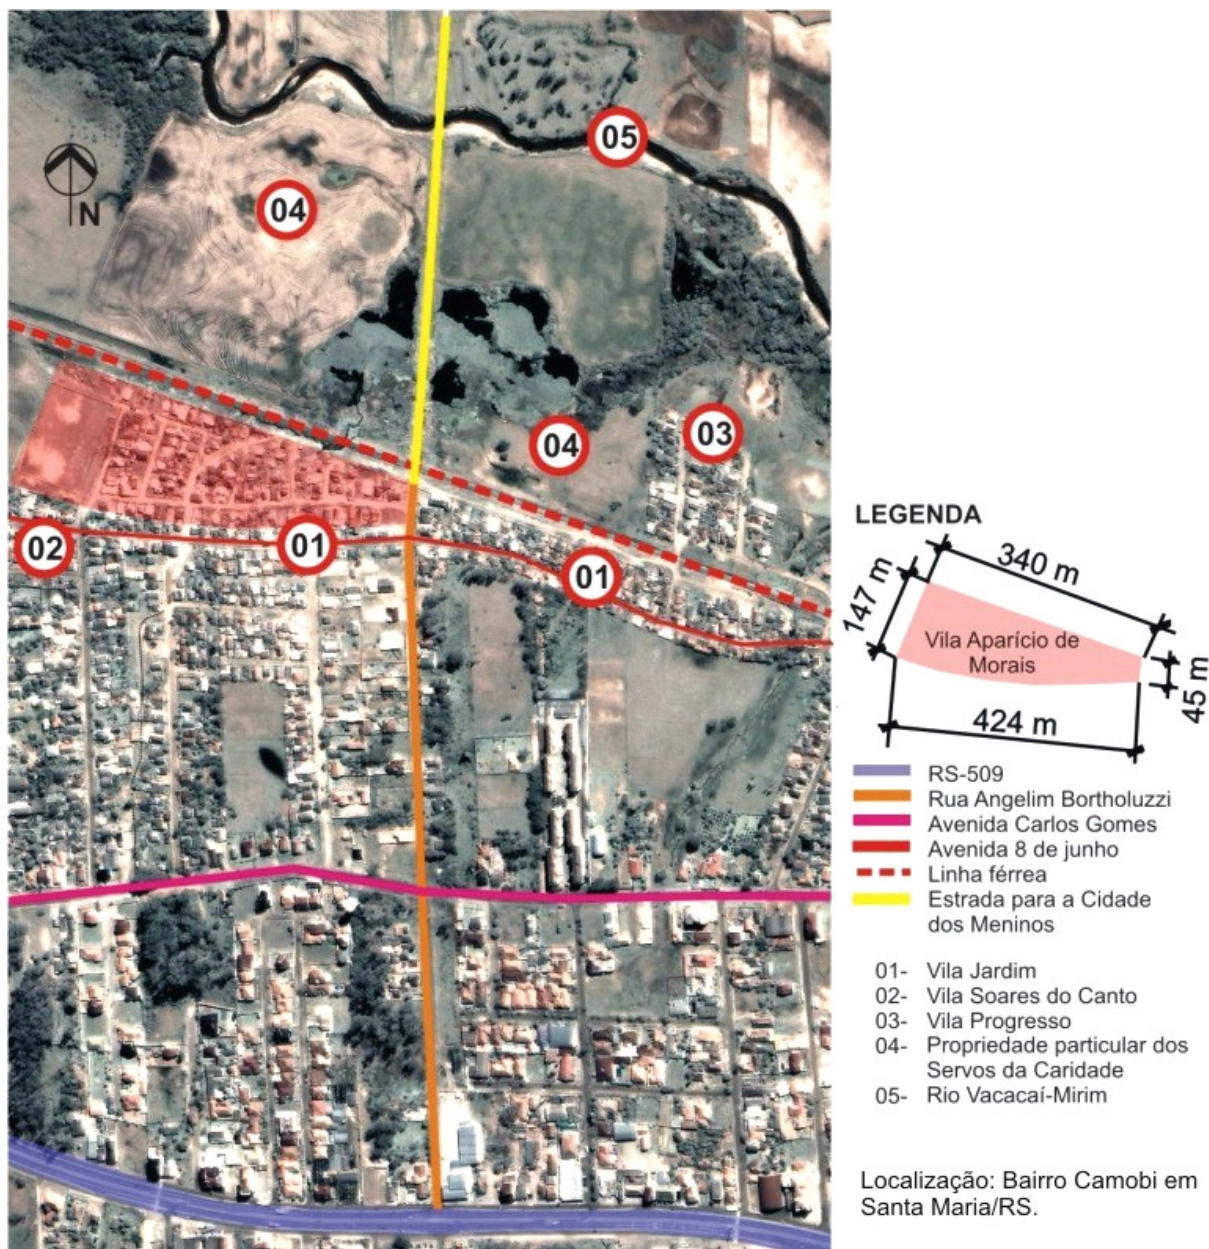 05
N
04
04
03
02
01
01
LEGENDA
340 m
147 m
Vila Aparício de
Morais
45 m
424 m
RS-509
Rua Angelim Bortholuzzi
Avenida Carlos Gomes
Avenida 8 de junho
Linha férrea
Estrada para a Cidade
dos Meninos
01- Vila Jardim
02- Vila Soares do Canto
03- Vila Progresso
04- Propriedade particular dos
Servos da Caridade
05- Rio Vacacaí-Mirim
Localização: Bairro Camobi em
Santa Maria/RS.